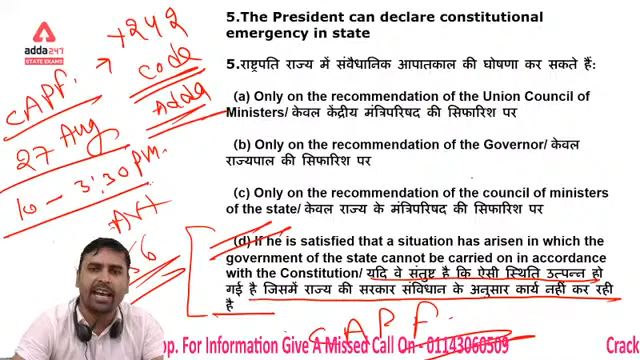 adda247
STATE EXAMS
5.The President can declare constitutional
emergency in state
5.राष्ट्रपति राज्य में संवैधानिक आपातकाल की घोषणा कर सकते हैं:
(a) Only on the recommendation of the Union Council of
Ministers/ केवल केंद्रीय मंत्रिपरिषद की सिफारिश पर
(b) Only on the recommendation of the Governor/ केवल
राज्यपाल की सिफारिश पर
(c) Only on the recommendation of the council of ministers
of the state/ केवल राज्य के मंत्रिपरिषद की सिफारिश पर
(d) If he is satisfied that a situation has arisen in which the
government of the state cannot be carried on in accordance
with the Constitution/ यदि वे संतुष्ट है कि ऐसी स्थिति उत्पन्न हो
गई है जिसमें राज्य की सरकार संविधान के अनुसार कार्य नहीं कर रही
है
CAPF
27 Aug
10 - 3:30 pm
242
Code
Adda
56
CAPF
pp. For Information Give A Missed Call On - 01143060509
Crack